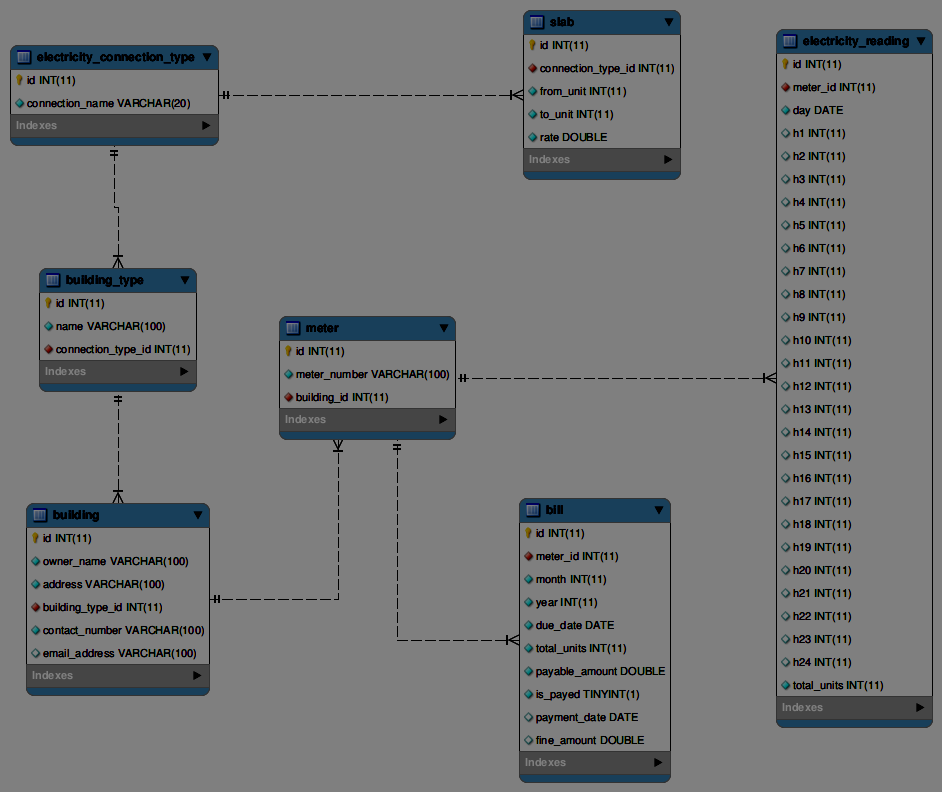 electricity_connection_type
id INT(11)
connection_name VARCHAR(20)
Indexes
slab
id INT(11)
connection_type_id INT(11)
from_unit INT(11)
to_unit INT(11)
rate DOUBLE
Indexes
electricity_reading
id INT(11)
meter_id INT(11)
day DATE
h1 INT(11)
h2 INT(11)
h3 INT(11)
h4 INT(11)
h5 INT(11)
h6 INT(11)
h7 INT(11)
h8 INT(11)
h9 INT(11)
h10 INT(11)
h11 INT(11)
h12 INT(11)
h13 INT(11)
h14 INT(11)
h15 INT(11)
h16 INT(11)
h17 INT(11)
h18 INT(11)
h19 INT(11)
h20 INT(11)
h21 INT(11)
h22 INT(11)
h23 INT(11)
h24 INT(11)
total_units INT(11)
Indexes
building_type
id INT(11)
name VARCHAR(100)
connection_type_id INT(11)
Indexes
meter
id INT(11)
meter_number VARCHAR(100)
building_id INT(11)
Indexes
building
id INT(11)
owner_name VARCHAR(100)
address VARCHAR(100)
building_type_id INT(11)
contact_number VARCHAR(100)
email_address VARCHAR(100)
Indexes
bill
id INT(11)
meter_id INT(11)
month INT(11)
year INT(11)
due_date DATE
total_units INT(11)
payable_amount DOUBLE
is_payed TINYINT(1)
payment_date DATE
fine_amount DOUBLE
Indexes